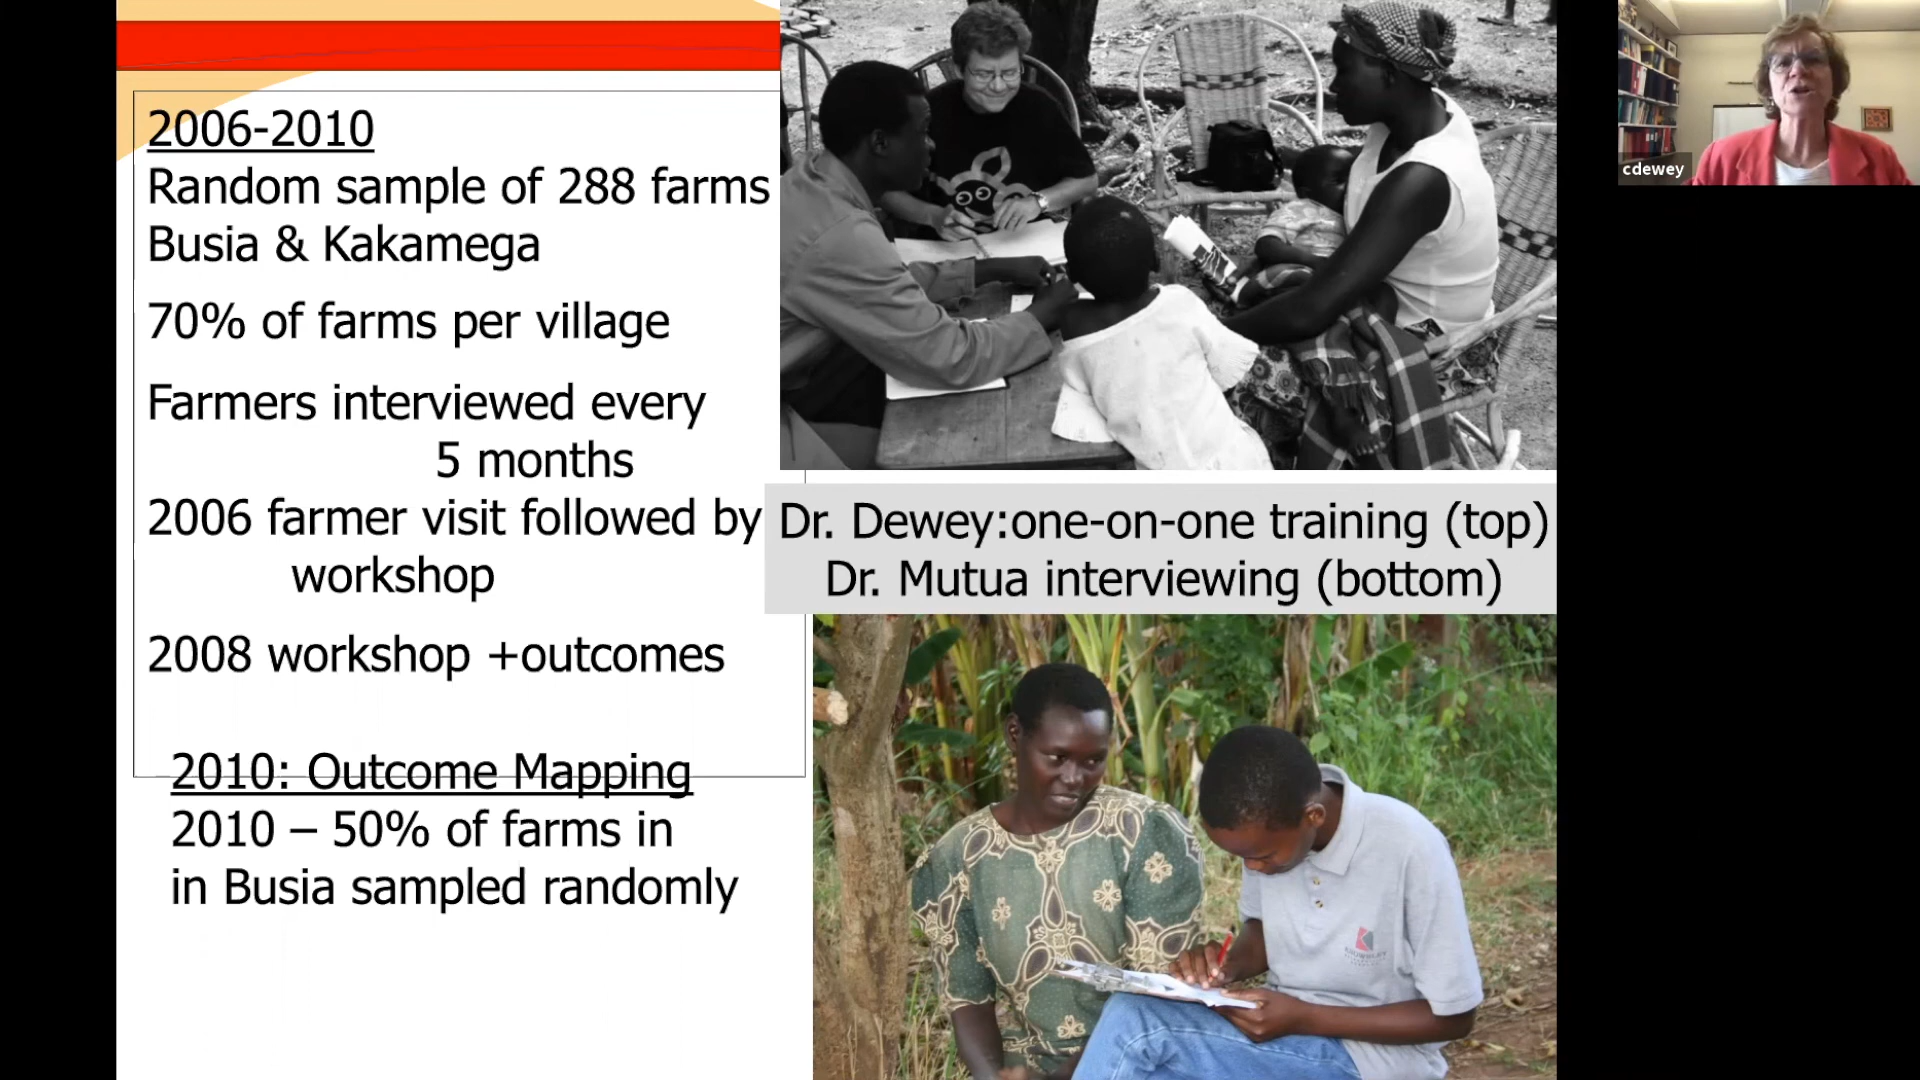 2006-2010
Random sample of 288 farms
Busia & Kakamega
70% of farms per village
Farmers interviewed every
5 months
2006 farmer visit followed by
workshop
2008 workshop +outcomes
2010: Outcome Mapping
2010 – 50% of farms in
in Busia sampled randomly
Dr. Dewey:one-on-one training (top)
Dr. Mutua interviewing (bottom)
cdewey